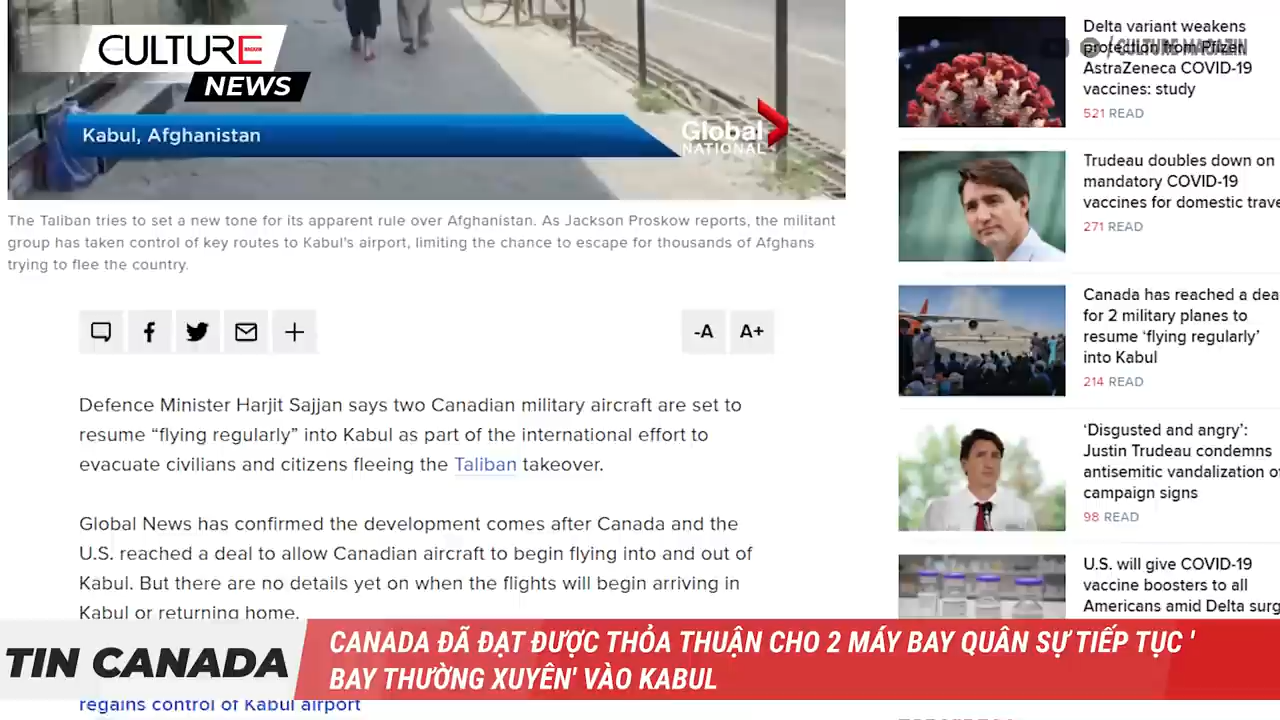 CULTURE
NEWS
Kabul, Afghanistan
Global
NATIONAL
The Taliban tries to set a new tone for its apparent rule over Afghanistan. As Jackson Proskow reports, the militant
group has taken control of key routes to Kabul's airport, limiting the chance to escape for thousands of Afghans
trying to flee the country.
-A
A+
Defence Minister Harjit Sajjan says two Canadian military aircraft are set to
resume “flying regularly” into Kabul as part of the international effort to
evacuate civilians and citizens fleeing the Taliban takeover.
Global News has confirmed the development comes after Canada and the
U.S. reached a deal to allow Canadian aircraft to begin flying into and out of
Kabul. But there are no details yet on when the flights will begin arriving in
Kabul or returning home.
regains control of Kabul airport
Delta variant weakens
protection from Pfizer,
AstraZeneca COVID-19
vaccines: study
521 READ
/CULTURE MAGAZIN
Trudeau doubles down on
mandatory COVID-19
vaccines for domestic trave
271 READ
Canada has reached a dea
for 2 military planes to
resume ‘flying regularly’
into Kabul
214 READ
‘Disgusted and angry’:
Justin Trudeau condemns
antisemitic vandalization of
campaign signs
98 READ
U.S. will give COVID-19
vaccine boosters to all
Americans amid Delta surg
TIN CANADA
CANADA ĐÃ ĐẠT ĐƯỢC THỎA THUẬN CHO 2 MÁY BAY QUÂN SỰ TIẾP TỤC '
BAY THƯỜNG XUYÊN' VÀO KABUL